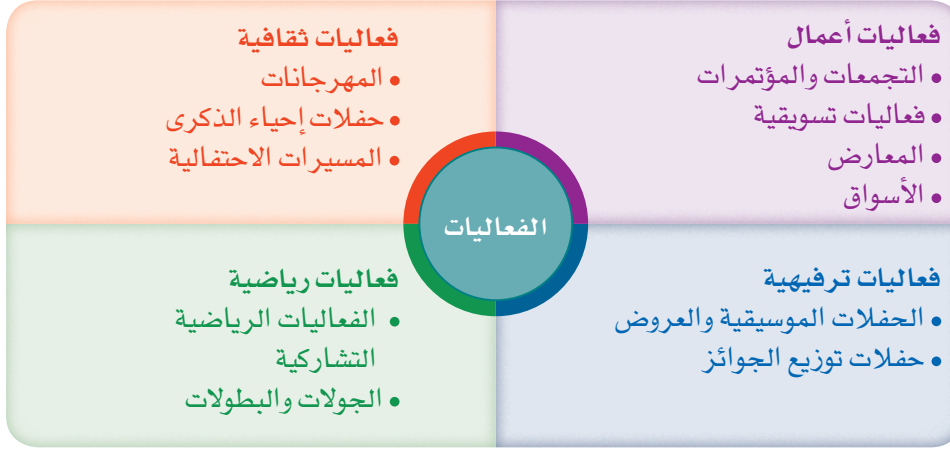 فعاليات أعمال
• التجمعات والمؤتمرات
• فعاليات تسويقية
• المعارض
• الأسواق
فعاليات ثقافية
• المهرجانات
• حفلات إحياء الذكرى
• المسيرات الاحتفالية
الفعاليات
فعاليات ترفيهية
• الحفلات الموسيقية والعروض
• حفلات توزيع الجوائز
فعاليات رياضية
• الفعاليات الرياضية
التشاركية
• الجولات والبطولات